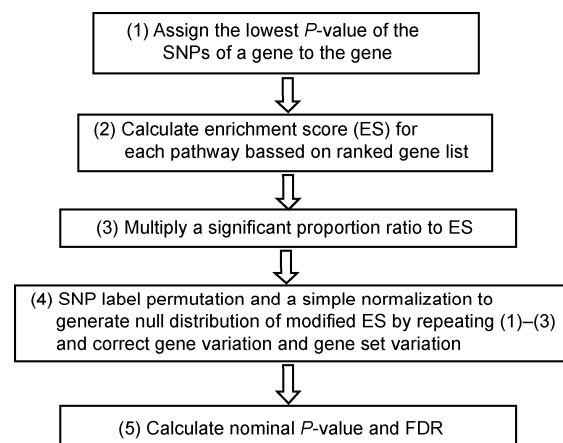 (1) Assign the lowest P-value of the
SNPs of a gene to the gene
(2) Calculate enrichment score (ES) for
each pathway bassed on ranked gene list
(3) Multiply a significant proportion ratio to ES
(4) SNP label permutation and a simple normalization to
generate null distribution of modified ES by repeating (1)–(3)
and correct gene variation and gene set variation
(5) Calculate nominal P-value and FDR